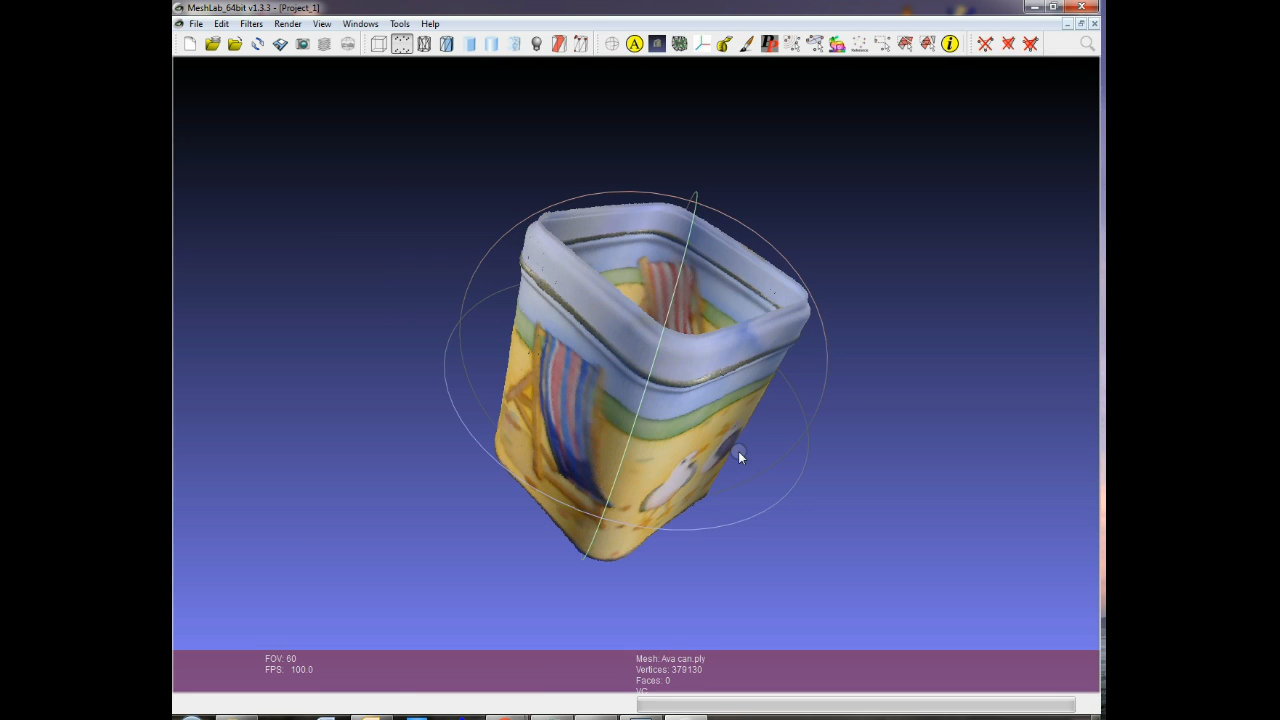 MeshLab_64bit v1.3.3 - [Project_1]
File Edit Filters Render View Windows Tools Help
FOV: 60
FPS: 100.0
Mesh: Ava can.ply
Vertices: 379130
Faces: 0
VC